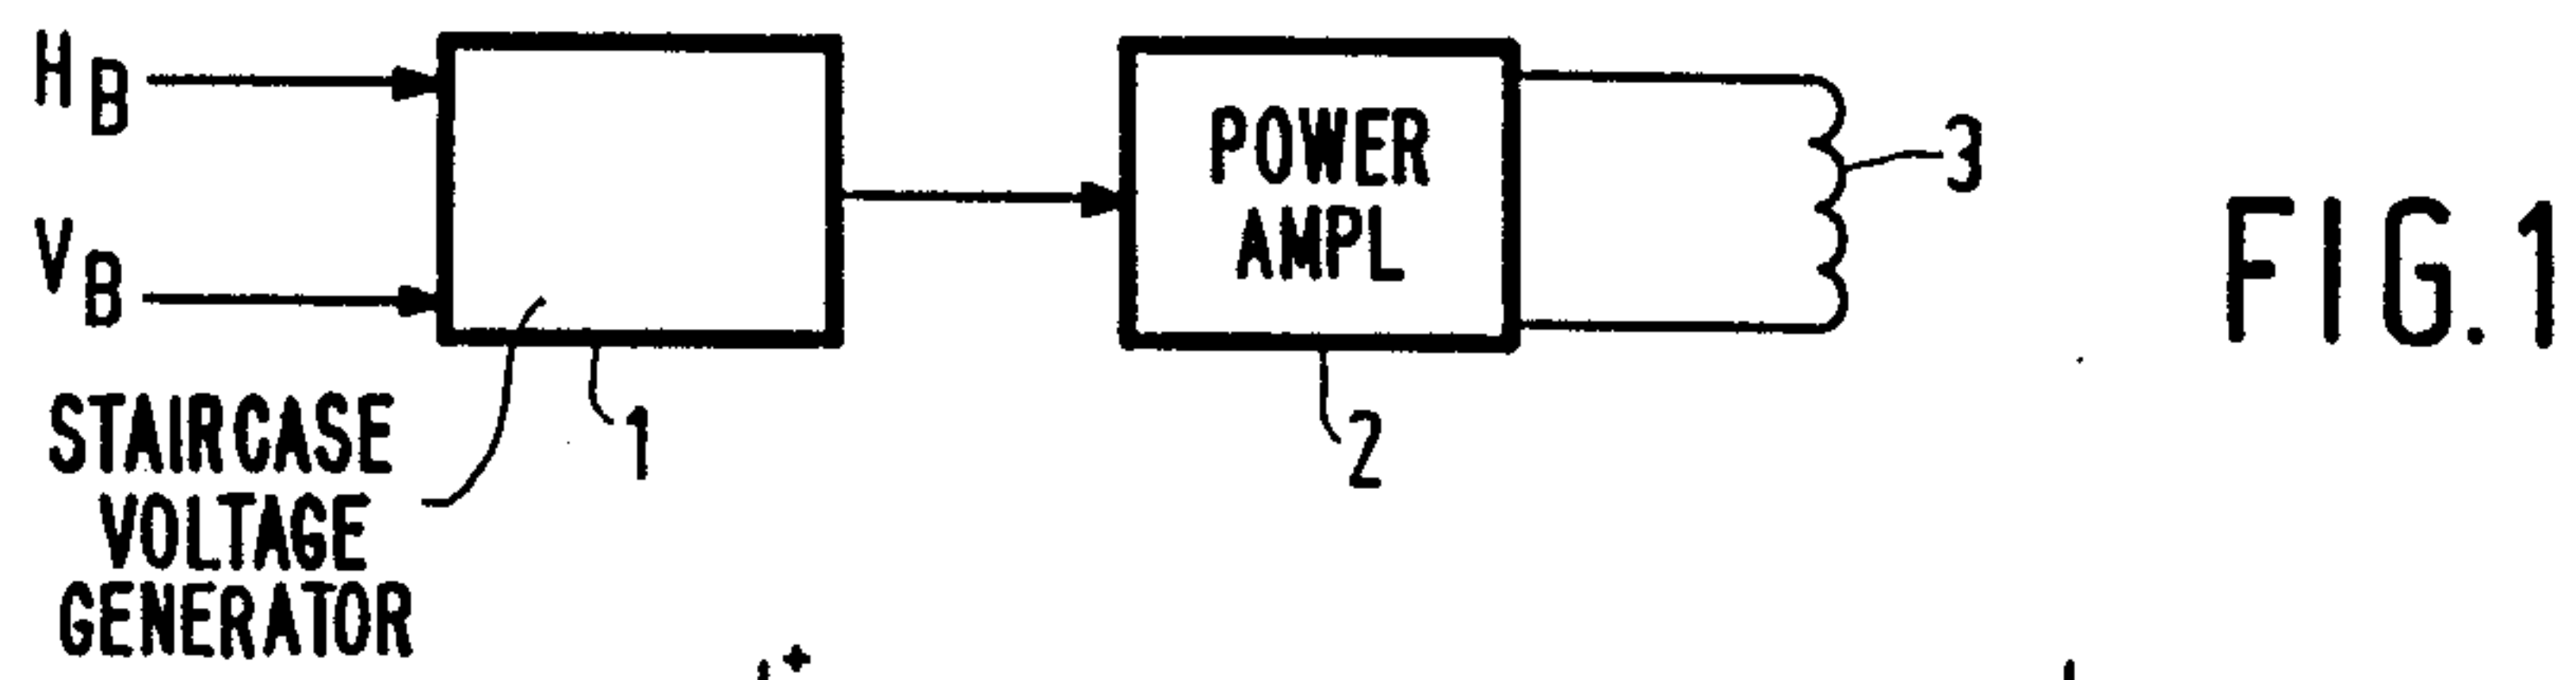 H_B
V_B
POWER
AMPL
3
FIG.1
1
2
STAIRCASE
VOLTAGE
GENERATOR